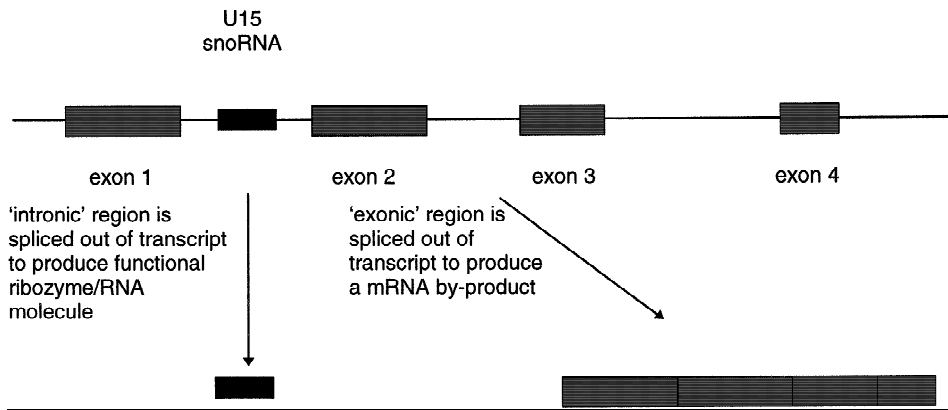 U15
snoRNA
exon 1
exon 2
exon 3
exon 4
‘intronic’ region is
spliced out of transcript
to produce functional
ribozyme/RNA
molecule
‘exonic’ region is
spliced out of
transcript to produce
a mRNA by-product